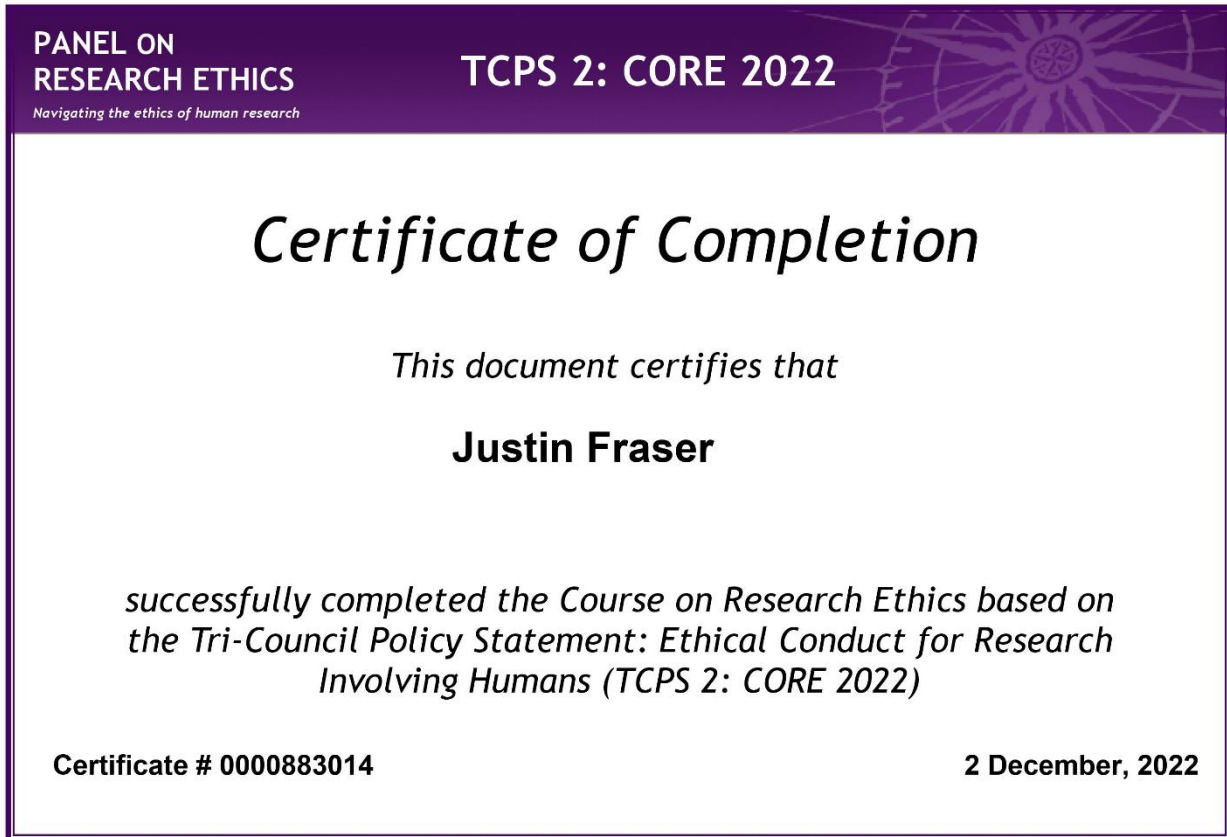 PANEL ON
RESEARCH ETHICS
Navigating the ethics of human research
TCPS 2: CORE 2022
Certificate of Completion
This document certifies that
Justin Fraser
successfully completed the Course on Research Ethics based on
the Tri-Council Policy Statement: Ethical Conduct for Research
Involving Humans (TCPS 2: CORE 2022)
Certificate # 0000883014
2 December, 2022